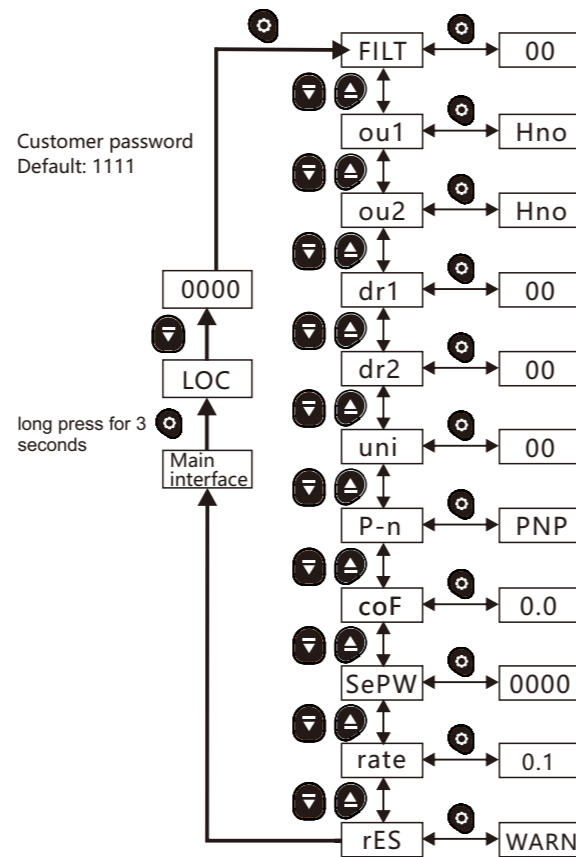 FILT
00
Customer password
Default: 1111
ou1
Hno
ou2
Hno
0000
dr1
00
LOC
dr2
00
long press for 3
seconds
uni
00
Main
interface
P-n
PNP
coF
0.0
SePW
0000
rate
0.1
rES
WARN